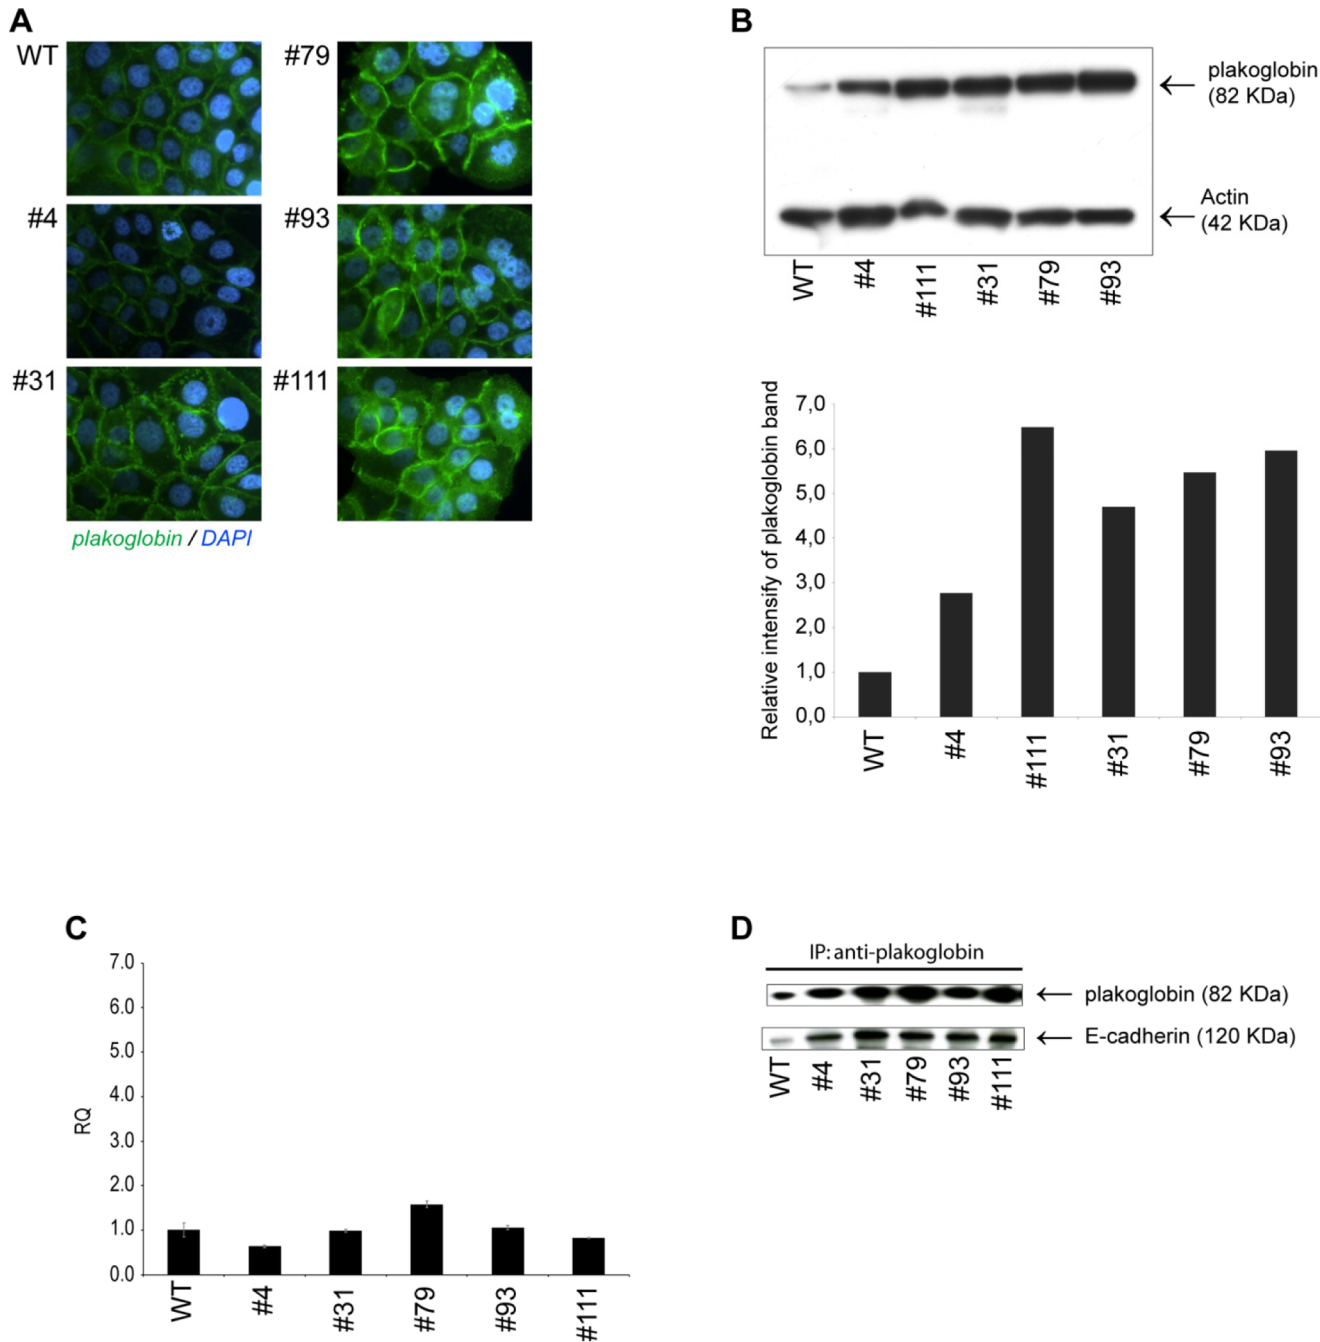 A
WT
#79
#4
#93
#31
#111
plakoglobin / DAPI
B
plakoglobin
(82 KDa)
Actin
(42 KDa)
WT
#4
#111
#31
#79
#93
Relative intensify of plakoglobin band
7,0
6,0
5,0
4,0
3,0
2,0
1,0
0,0
WT
#4
#111
#31
#79
#93
C
RQ
7.0
6.0
5.0
4.0
3.0
2.0
1.0
0.0
WT
#4
#31
#79
#93
#111
D
IP: anti-plakoglobin
plakoglobin (82 KDa)
E-cadherin (120 KDa)
WT
#4
#31
#79
#93
#111